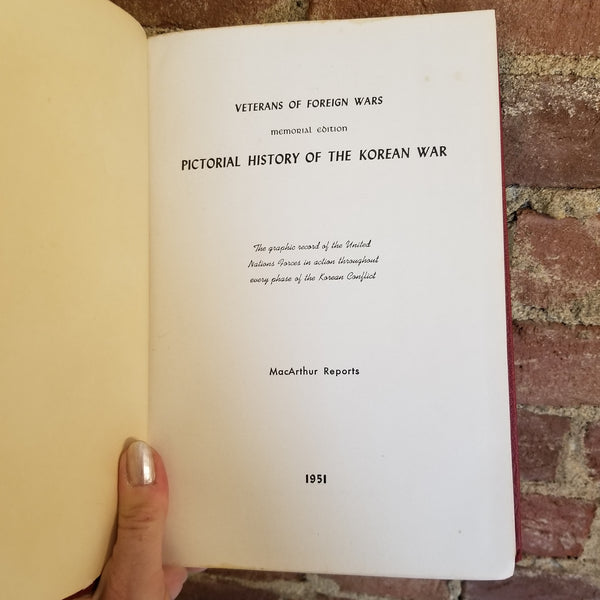 VETERANS OF FOREIGN WARS
MEMORIAL EDITION
PICTORIAL HISTORY OF THE KOREAN WAR
The graphic record of the United
Nations Forces in action throughout
every phase of the Korean Conflict
MacArthur Reports
1951